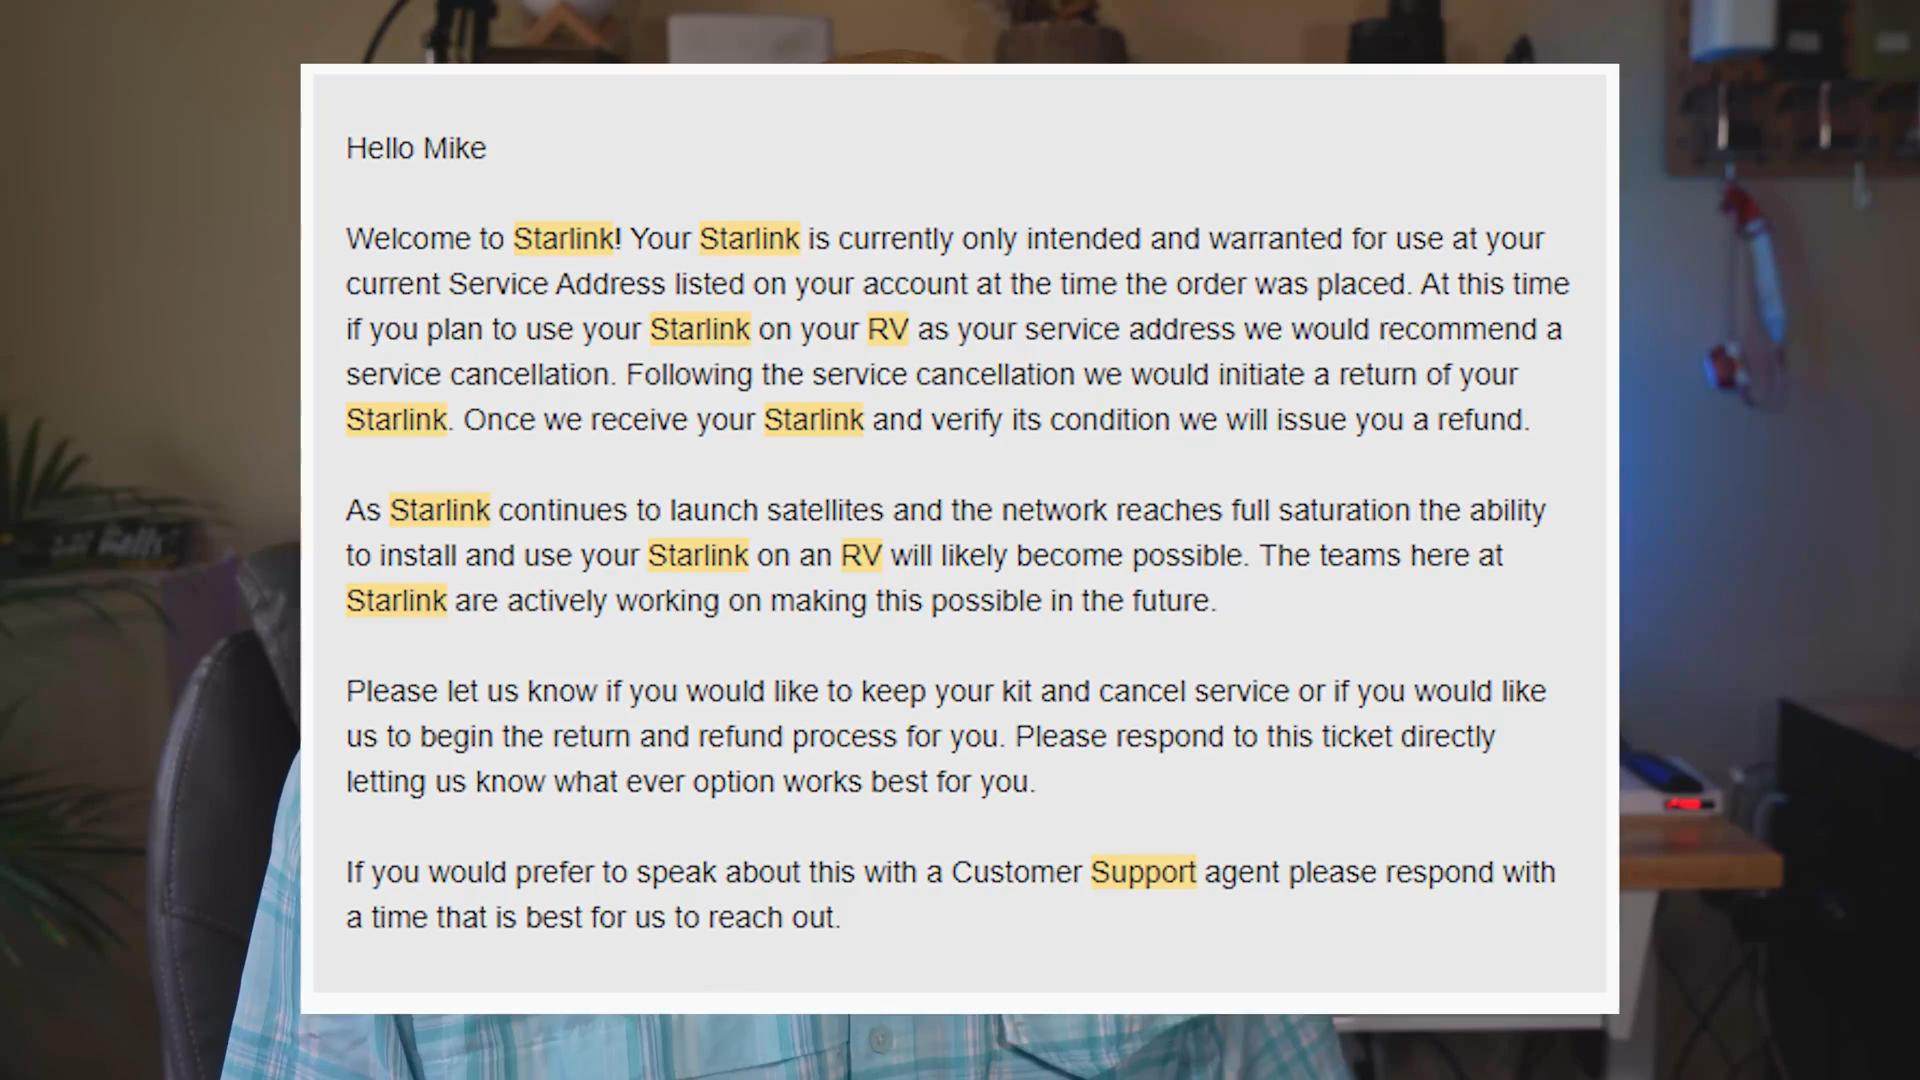 Hello Mike
Welcome to Starlink! Your Starlink is currently only intended and warranted for use at your
current Service Address listed on your account at the time the order was placed. At this time
if you plan to use your Starlink on your RV as your service address we would recommend a
service cancellation. Following the service cancellation we would initiate a return of your
Starlink. Once we receive your Starlink and verify its condition we will issue you a refund.
As Starlink continues to launch satellites and the network reaches full saturation the ability
to install and use your Starlink on an RV will likely become possible. The teams here at
Starlink are actively working on making this possible in the future.
Please let us know if you would like to keep your kit and cancel service or if you would like
us to begin the return and refund process for you. Please respond to this ticket directly
letting us know what ever option works best for you.
If you would prefer to speak about this with a Customer Support agent please respond with
a time that is best for us to reach out.